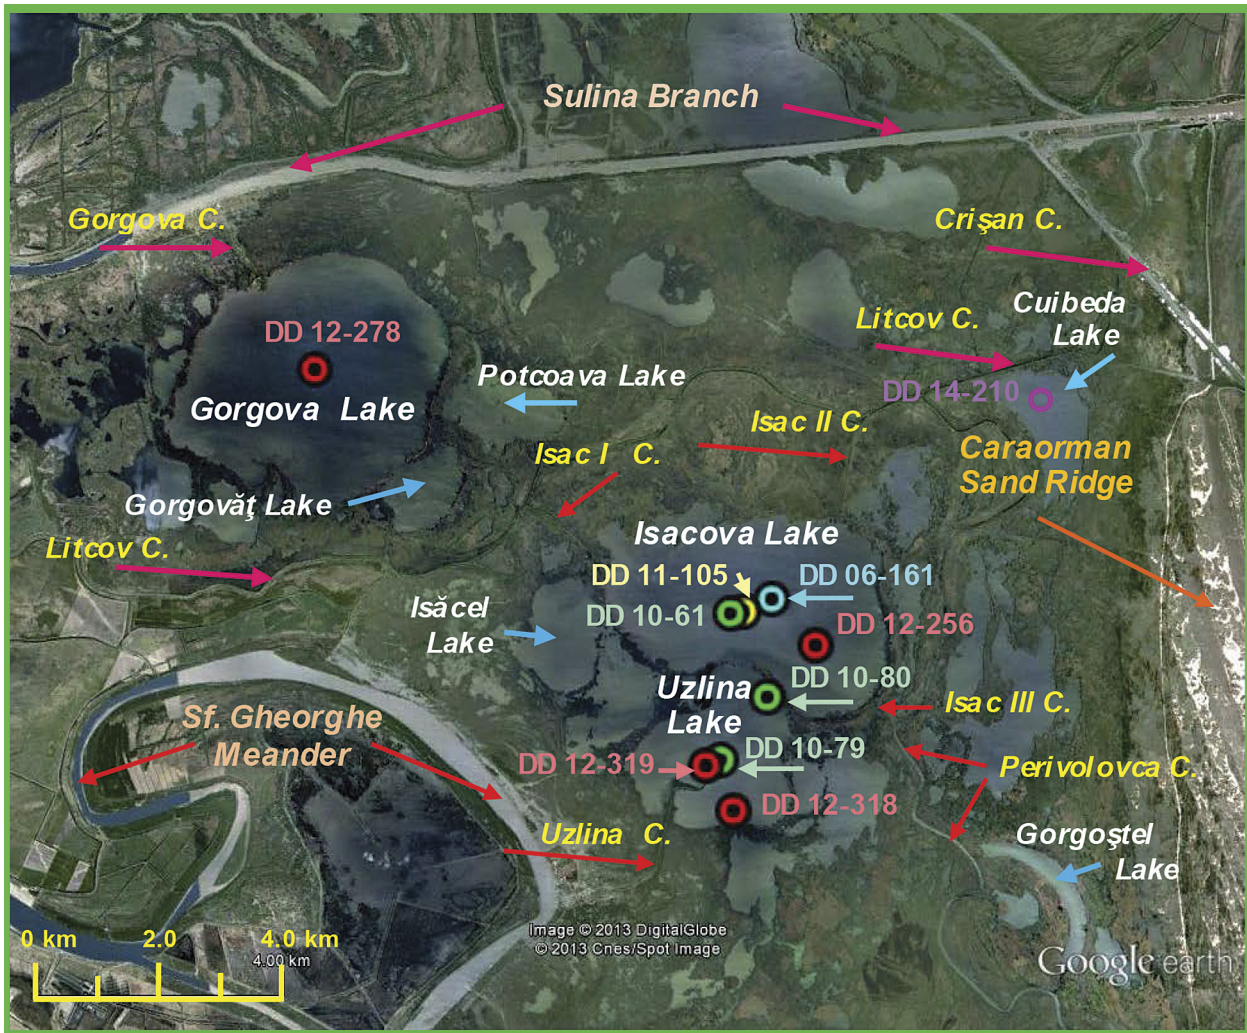 Sulina Branch
Gorgova C.
Crişan C.
Cuibeda
Lake
Litcov C.
DD 12-278
Potcoava Lake
DD 14-210
Gorgova Lake
Isac II C.
Caraorman
Sand Ridge
Isac I C.
Gorgovăţ Lake
Isacova Lake
Litcov C.
DD 11-105
DD 06-161
Isăcel
Lake
DD 10-61
DD 12-256
Uzlina
Lake
DD 10-80
Isac III C.
Sf. Gheorghe
Meander
DD 10-79
DD 12-319
Perivolovca C.
DD 12-318
Uzlina C.
Gorgoştel
Lake
0 km 2.0 4.0 km
4.00 km
Image © 2013 DigitalGlobe
© 2013 Cnes/Spot Image
Google earth